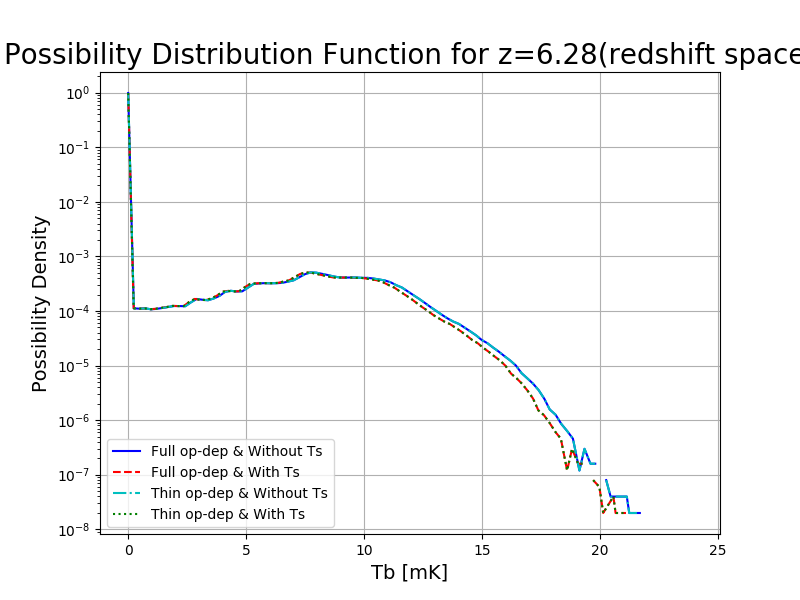 Possibility Distribution Function for z=6.28(redshift space
10⁰
10⁻¹
10⁻²
10⁻³
10⁻⁴
10⁻⁵
10⁻⁶
10⁻⁷
10⁻⁸
Possibility Density
Full op-dep & Without Ts
Full op-dep & With Ts
Thin op-dep & Without Ts
Thin op-dep & With Ts
0 5 10 15 20 25
Tb [mK]